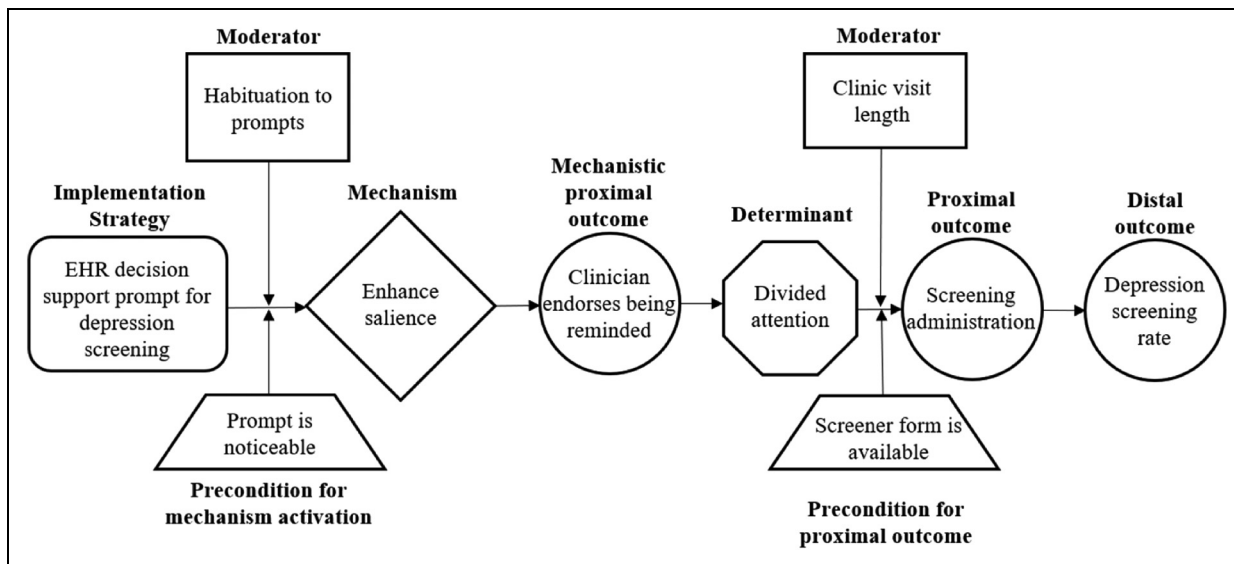 Moderator
Habituation to
prompts
Moderator
Clinic visit
length
Implementation
Strategy
EHR decision
support prompt for
depression
screening
Mechanism
Enhance
salience
Mechanistic
proximal
outcome
Clinician
endorses being
reminded
Determinant
Divided
attention
Proximal
outcome
Screening
administration
Distal
outcome
Depression
screening
rate
Prompt is
noticeable
Precondition for
mechanism activation
Screener form is
available
Precondition for
proximal outcome